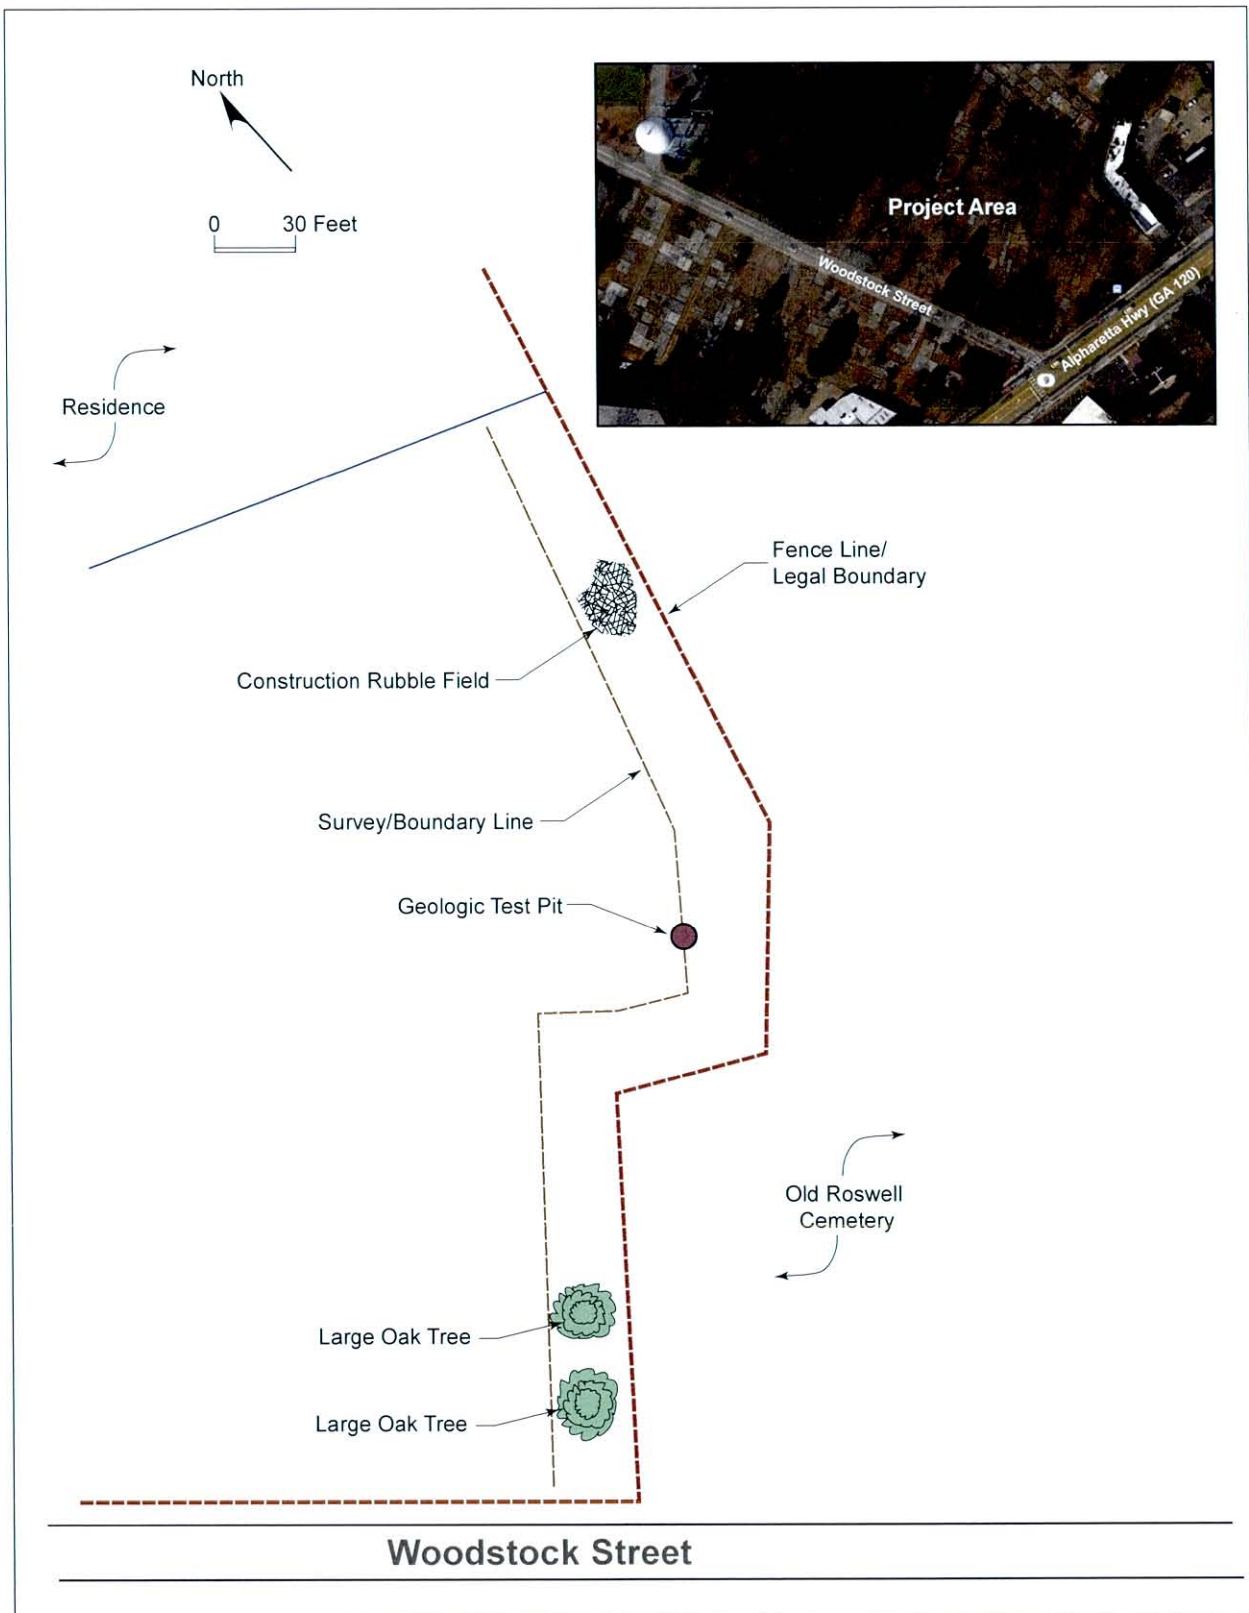 North
0 30 Feet
Project Area
Woodstock Street
Alpharetta Hwy (GA 120)
Residence
Fence Line/
Legal Boundary
Construction Rubble Field
Survey/Boundary Line
Geologic Test Pit
Old Roswell
Cemetery
Large Oak Tree
Large Oak Tree
Woodstock Street